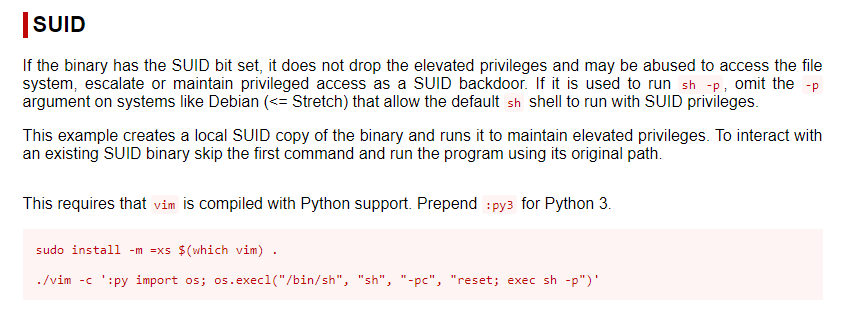 SUID
If the binary has the SUID bit set, it does not drop the elevated privileges and may be abused to access the file
system, escalate or maintain privileged access as a SUID backdoor. If it is used to run sh -p, omit the -p
argument on systems like Debian (<= Stretch) that allow the default sh shell to run with SUID privileges.
This example creates a local SUID copy of the binary and runs it to maintain elevated privileges. To interact with
an existing SUID binary skip the first command and run the program using its original path.
This requires that vim is compiled with Python support. Prepend :py3 for Python 3.
sudo install -m =xs $(which vim) .
./vim -c ':py import os; os.execl("/bin/sh", "sh", "-pc", "reset; exec sh -p")'